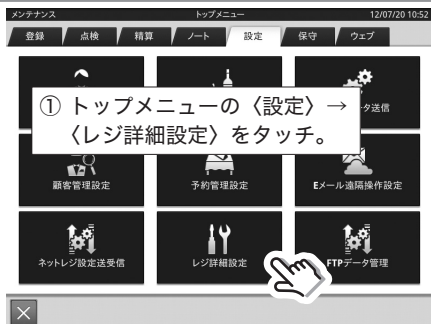 メンテナンス トップメニュー 12/07/20 10:52
登録 点検 精算 ノート 設定 保守 ウェブ
① トップメニューの〈設定〉→
〈レジ詳細設定〉をタッチ。
タ送信
顧客管理設定 予約管理設定 Eメール遠隔操作設定
ネットレジ設定送受信 レジ詳細設定 FTPデータ管理